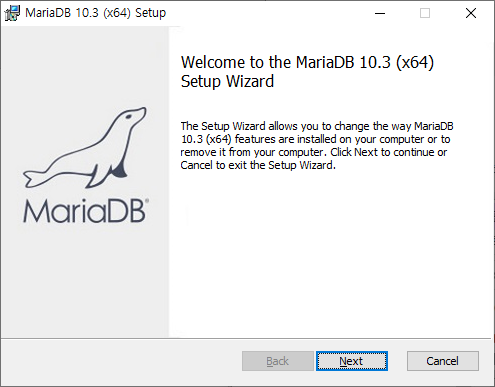 MariaDB 10.3 (x64) Setup
Welcome to the MariaDB 10.3 (x64)
Setup Wizard
The Setup Wizard allows you to change the way MariaDB
10.3 (x64) features are installed on your computer or to
remove it from your computer. Click Next to continue or
Cancel to exit the Setup Wizard.
MariaDB®
Back Next Cancel